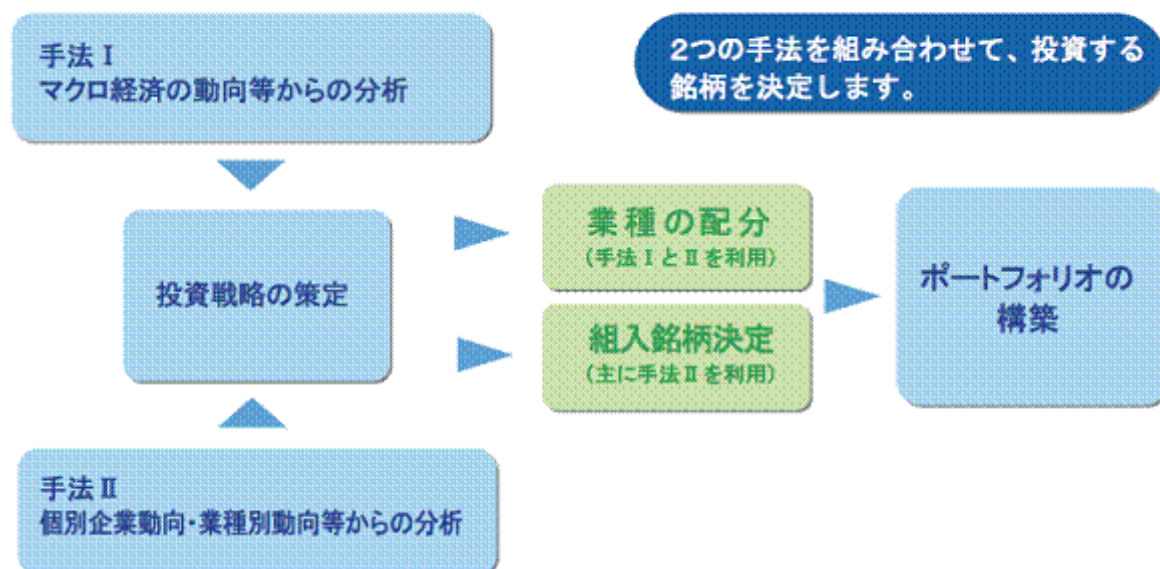 手法Ⅰ
マクロ経済の動向等からの分析
2つの手法を組み合わせて、投資する
銘柄を決定します。
投資戦略の策定
業種の配分
(手法ⅠとⅡを利用)
組入銘柄決定
(主に手法Ⅱを利用)
ポートフォリオの
構築
手法Ⅱ
個別企業動向・業種別動向等からの分析